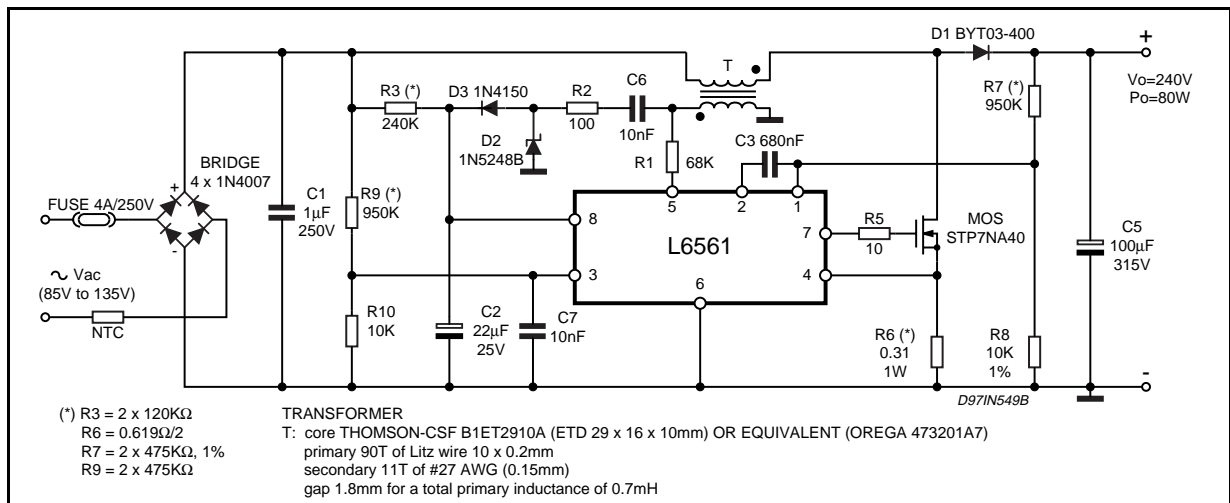 D1 BYT03-400
+
Vo=240V
Po=80W
T
R7 (*)
950K
R3 (*)
240K
D3 1N4150
R2
100
C6
10nF
D2
1N5248B
R1
68K
C3 680nF
BRIDGE
4 x 1N4007
+
-
FUSE 4A/250V
C1
1µF
250V
R9 (*)
950K
5
2
1
8
3
7
4
6
L6561
R5
10
MOS
STP7NA40
C5
100µF
315V
~ Vac
(85V to 135V)
NTC
R10
10K
C2
22µF
25V
C7
10nF
R6 (*)
0.31
1W
R8
10K
1%
-
D97IN549B
(*) R3 = 2 x 120KΩ
R6 = 0.619Ω/2
R7 = 2 x 475KΩ, 1%
R9 = 2 x 475KΩ
TRANSFORMER
T: core THOMSON-CSF B1ET2910A (ETD 29 x 16 x 10mm) OR EQUIVALENT (OREGA 473201A7)
primary 90T of Litz wire 10 x 0.2mm
secondary 11T of #27 AWG (0.15mm)
gap 1.8mm for a total primary inductance of 0.7mH